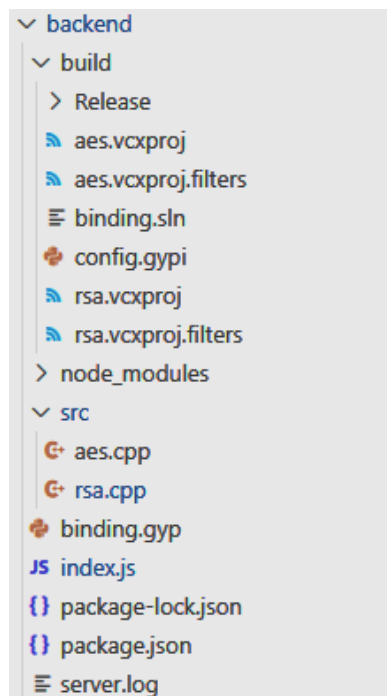 backend
build
Release
aes.vcxproj
aes.vcxproj.filters
binding.sln
config.gypi
rsa.vcxproj
rsa.vcxproj.filters
node_modules
src
aes.cpp
rsa.cpp
binding.gyp
JS index.js
{} package-lock.json
{} package.json
server.log